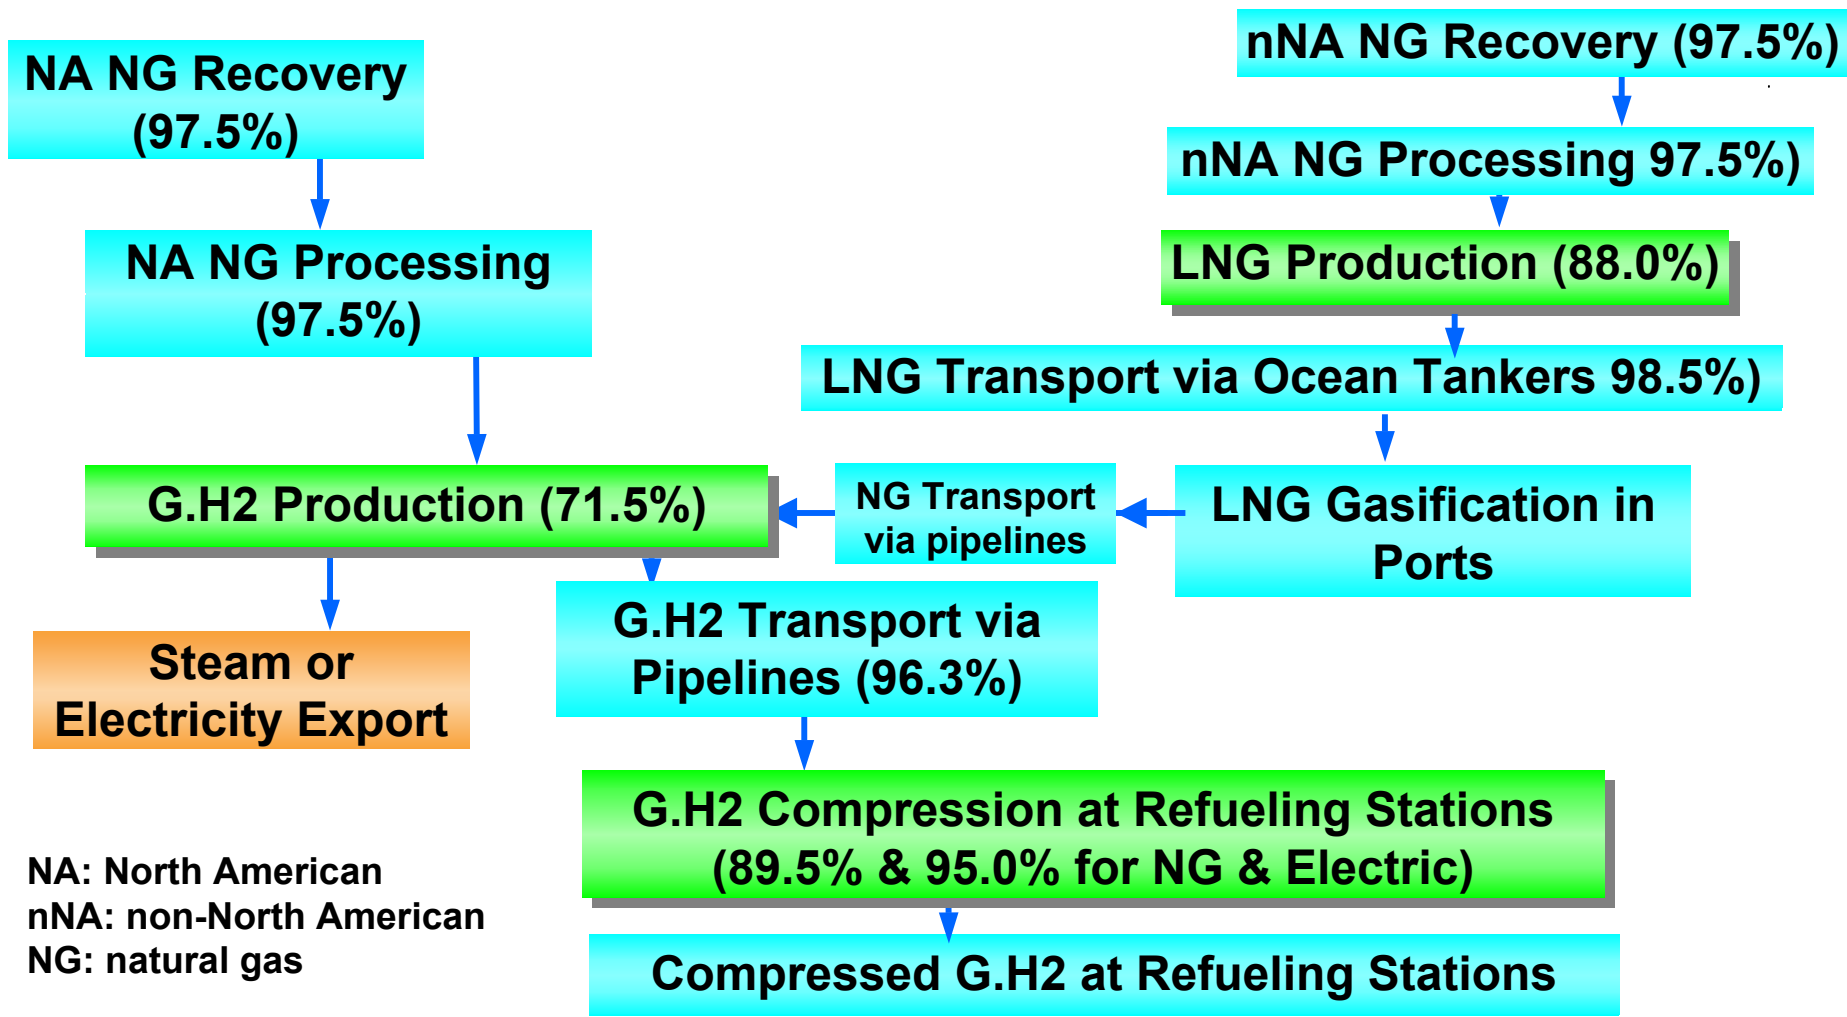 NA NG Recovery
(97.5%)
nNA NG Recovery (97.5%)
nNA NG Processing 97.5%)
NA NG Processing
(97.5%)
LNG Production (88.0%)
LNG Transport via Ocean Tankers 98.5%)
G.H2 Production (71.5%)
NG Transport
via pipelines
LNG Gasification in
Ports
Steam or
Electricity Export
G.H2 Transport via
Pipelines (96.3%)
G.H2 Compression at Refueling Stations
(89.5% & 95.0% for NG & Electric)
Compressed G.H2 at Refueling Stations
NA: North American
nNA: non-North American
NG: natural gas